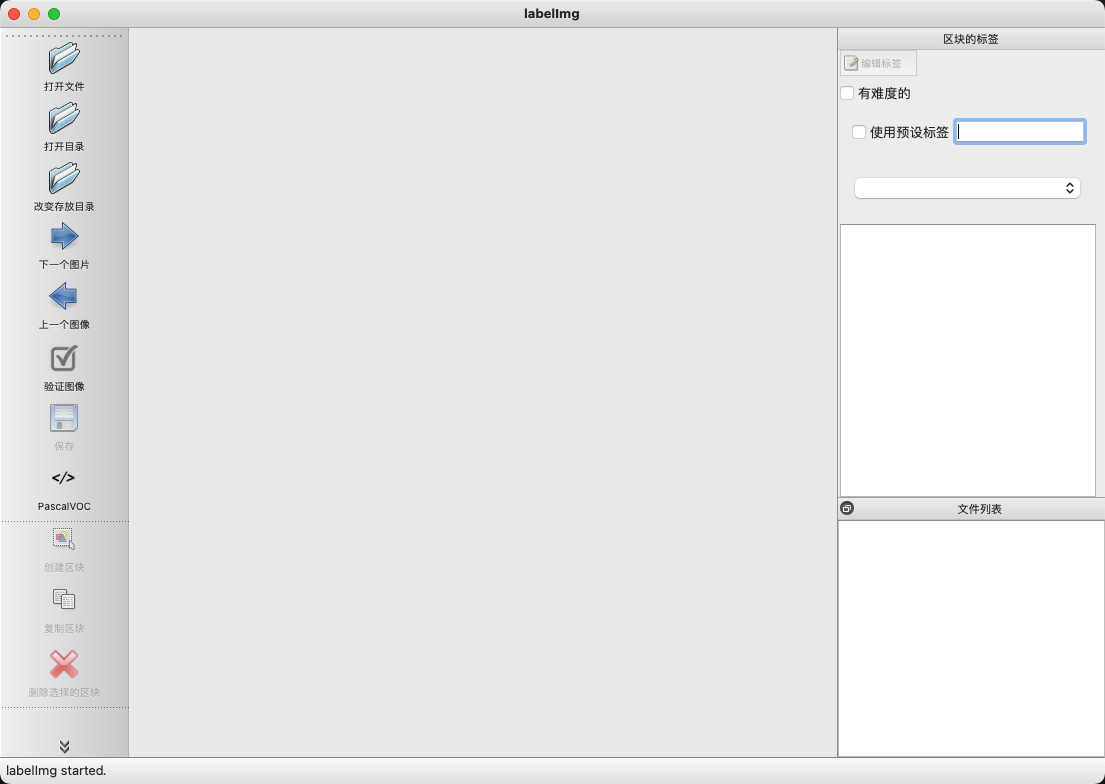 labelImg
打开文件
打开目录
改变存放目录
下一个图片
上一个图像
验证图像
保存
</>
PascalVOC
创建区块
复制区块
删除选择的区块
区块的标签
编辑标签
有难度的
使用预设标签
文件列表
labelImg started.